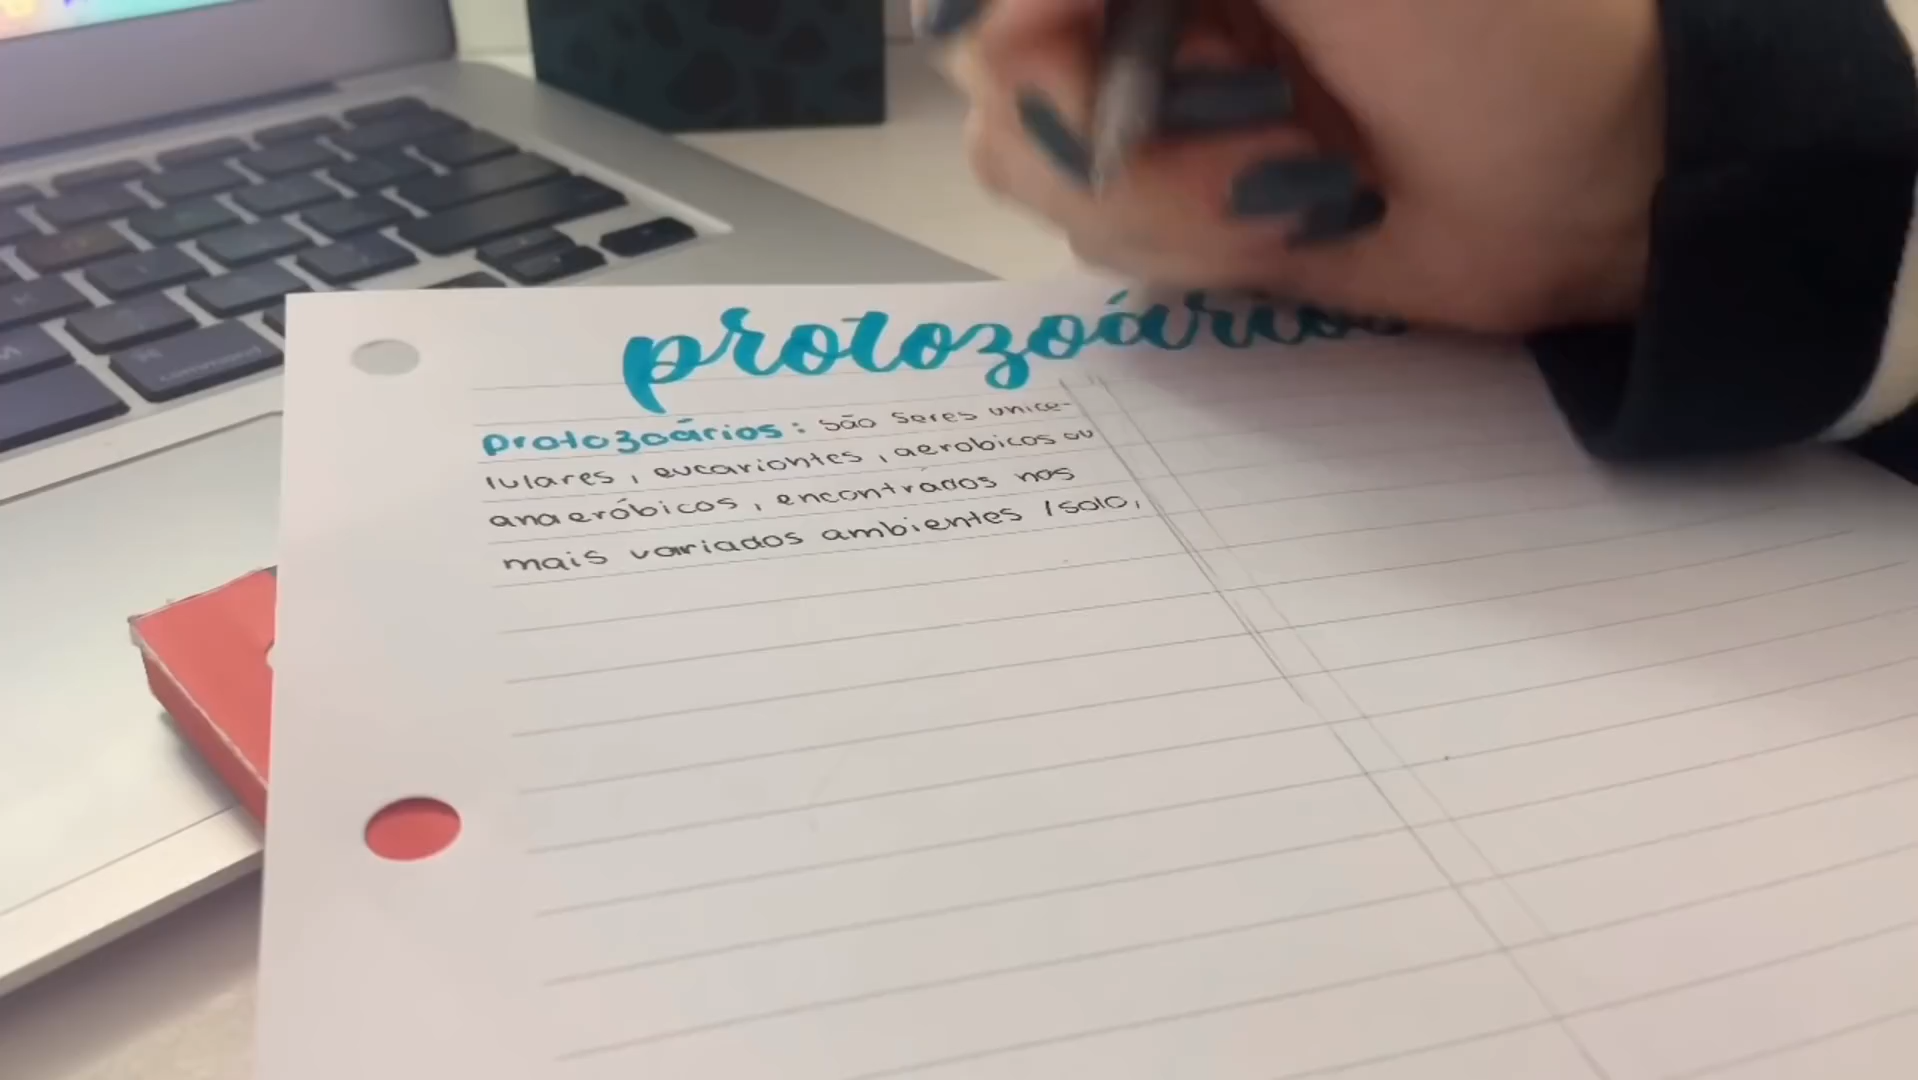 protozoários
protozoários: são seres unice-
lulares, eucariontes, aerobicos ou
anaeróbicos, encontrados nos
mais variados ambientes (solo,